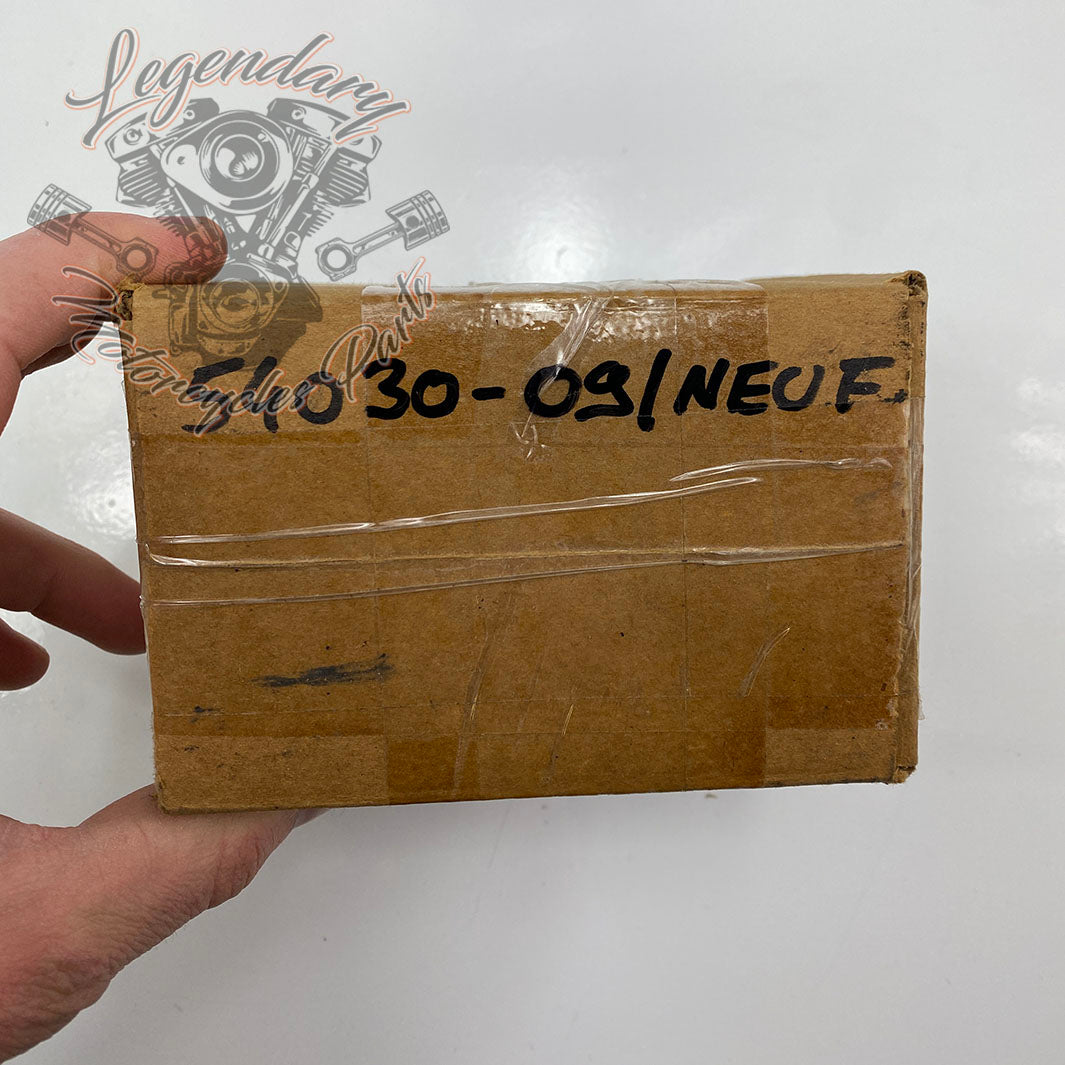 Legendary
Motorcycles Parts
54030-09/NEUF